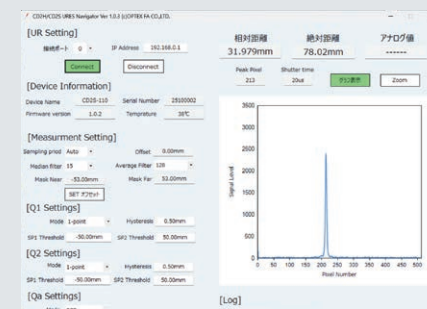 CD2H/CD2S URBS Navigator Ver 1.0.3 (c)OPTEX FA CO.,LTD.
[UR Setting]
接続ポート 0 IP Address 192.168.0.1
Connect Disconnect
[Device Information]
Device Name CD2S-110 Serial Number 25100002
Firmware version 1.0.2 Temprature 38℃
[Measurment Setting]
Sampling priod Auto Offset 0.00mm
Median filter 15 Average Filter 128
Mask Near -53.00mm Mask Far 53.00mm
SET オフセット
[Q1 Settings]
Mode 1-point Hysteresis 0.50mm
SP1 Threshold -50.00mm SP2 Threshold 50.00mm
[Q2 Settings]
Mode 1-point Hysteresis 0.50mm
SP1 Threshold -50.00mm SP2 Threshold 50.00mm
[Qa Settings]
相対距離 絶対距離 アナログ値
31.979mm 78.02mm ------
Peak Pixel Shutter time
213 20us グラフ表示 Zoom
3500
3000
2500
2000
1500
1000
500
0
Signal Level
0 50 100 150 200 250 300 350 400 450 500
Pixel Number
[Log]